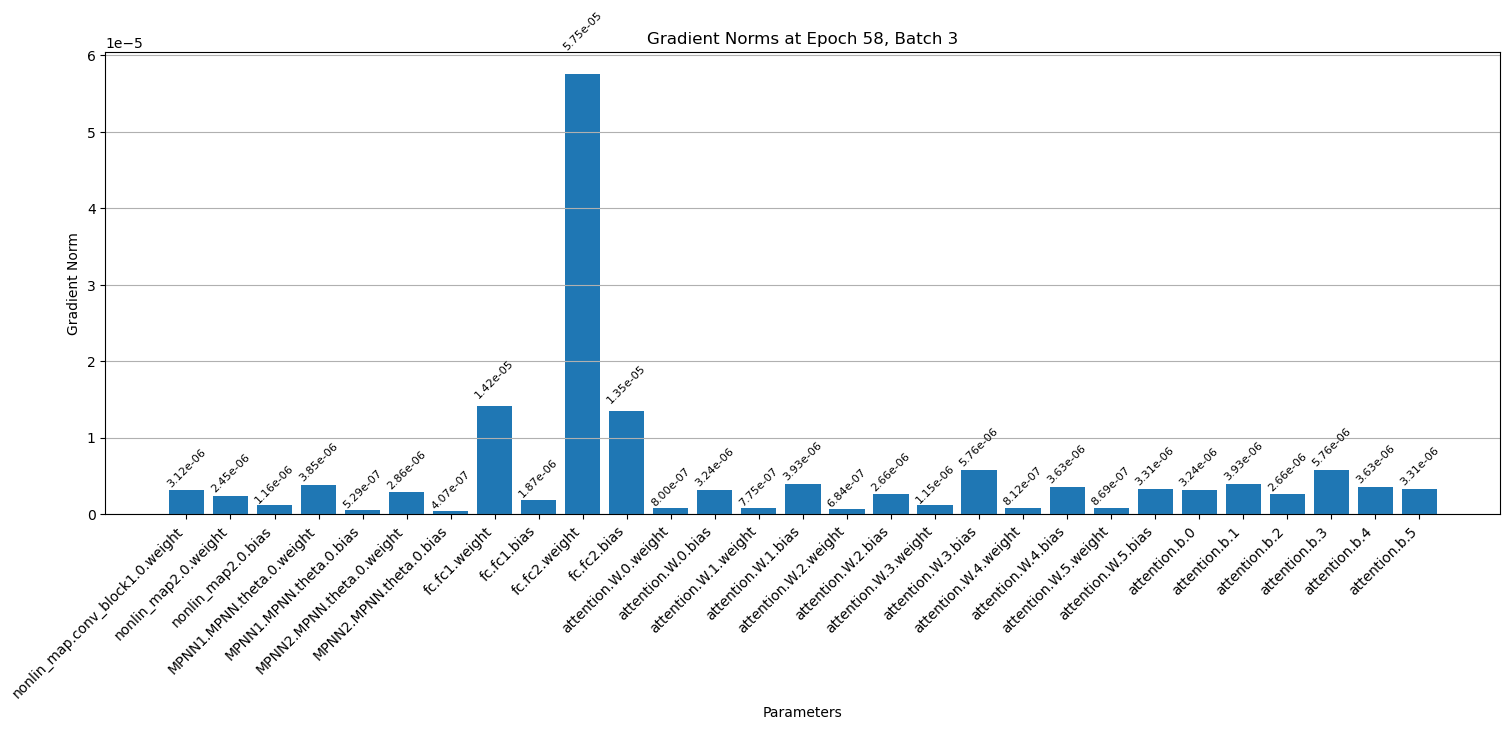 Gradient Norms at Epoch 58, Batch 3
1e−5
6
5
4
3
2
1
0
Gradient Norm
3.12e-06
2.45e-06
1.16e-06
3.85e-06
5.29e-07
2.86e-06
4.07e-07
1.42e-05
1.87e-06
5.75e-05
1.35e-05
8.00e-07
3.24e-06
7.75e-07
3.93e-06
6.84e-07
2.66e-06
1.15e-06
5.76e-06
8.12e-07
3.63e-06
8.69e-07
3.31e-06
3.24e-06
3.93e-06
2.66e-06
5.76e-06
3.63e-06
3.31e-06
nonlin_map.conv_block1.0.weight
nonlin_map2.0.weight
nonlin_map2.0.bias
MPNN1.MPNN.theta.0.weight
MPNN1.MPNN.theta.0.bias
MPNN2.MPNN.theta.0.weight
MPNN2.MPNN.theta.0.bias
fc.fc1.weight
fc.fc1.bias
fc.fc2.weight
fc.fc2.bias
attention.W.0.weight
attention.W.0.bias
attention.W.1.weight
attention.W.1.bias
attention.W.2.weight
attention.W.2.bias
attention.W.3.weight
attention.W.3.bias
attention.W.4.weight
attention.W.4.bias
attention.W.5.weight
attention.W.5.bias
attention.b.0
attention.b.1
attention.b.2
attention.b.3
attention.b.4
attention.b.5
Parameters